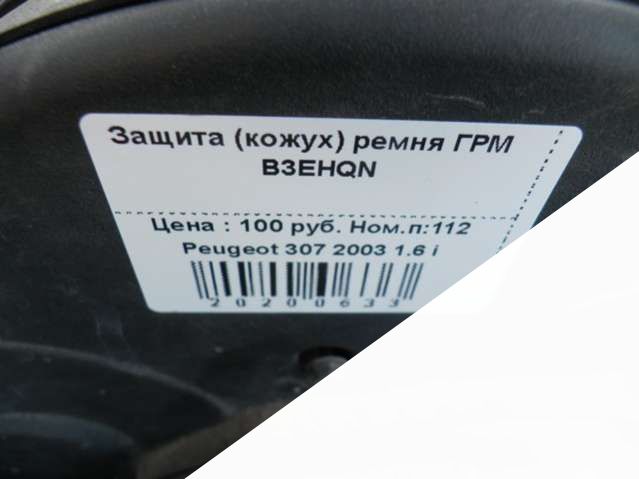 Защита (кожух) ремня ГРМ
B3EHQN
Цена : 100 руб. Ном.п:112
Peugeot 307 2003 1.6 i
20200633